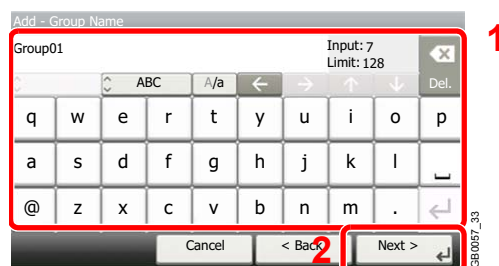 Add - Group Name
1
Group01
Input: 7
Limit: 128
ABC A/a Del.
q w e r t y u i o p
a s d f g h j k l
@ z x c v b n m .
Cancel < Back 2 Next >
GB0057_33